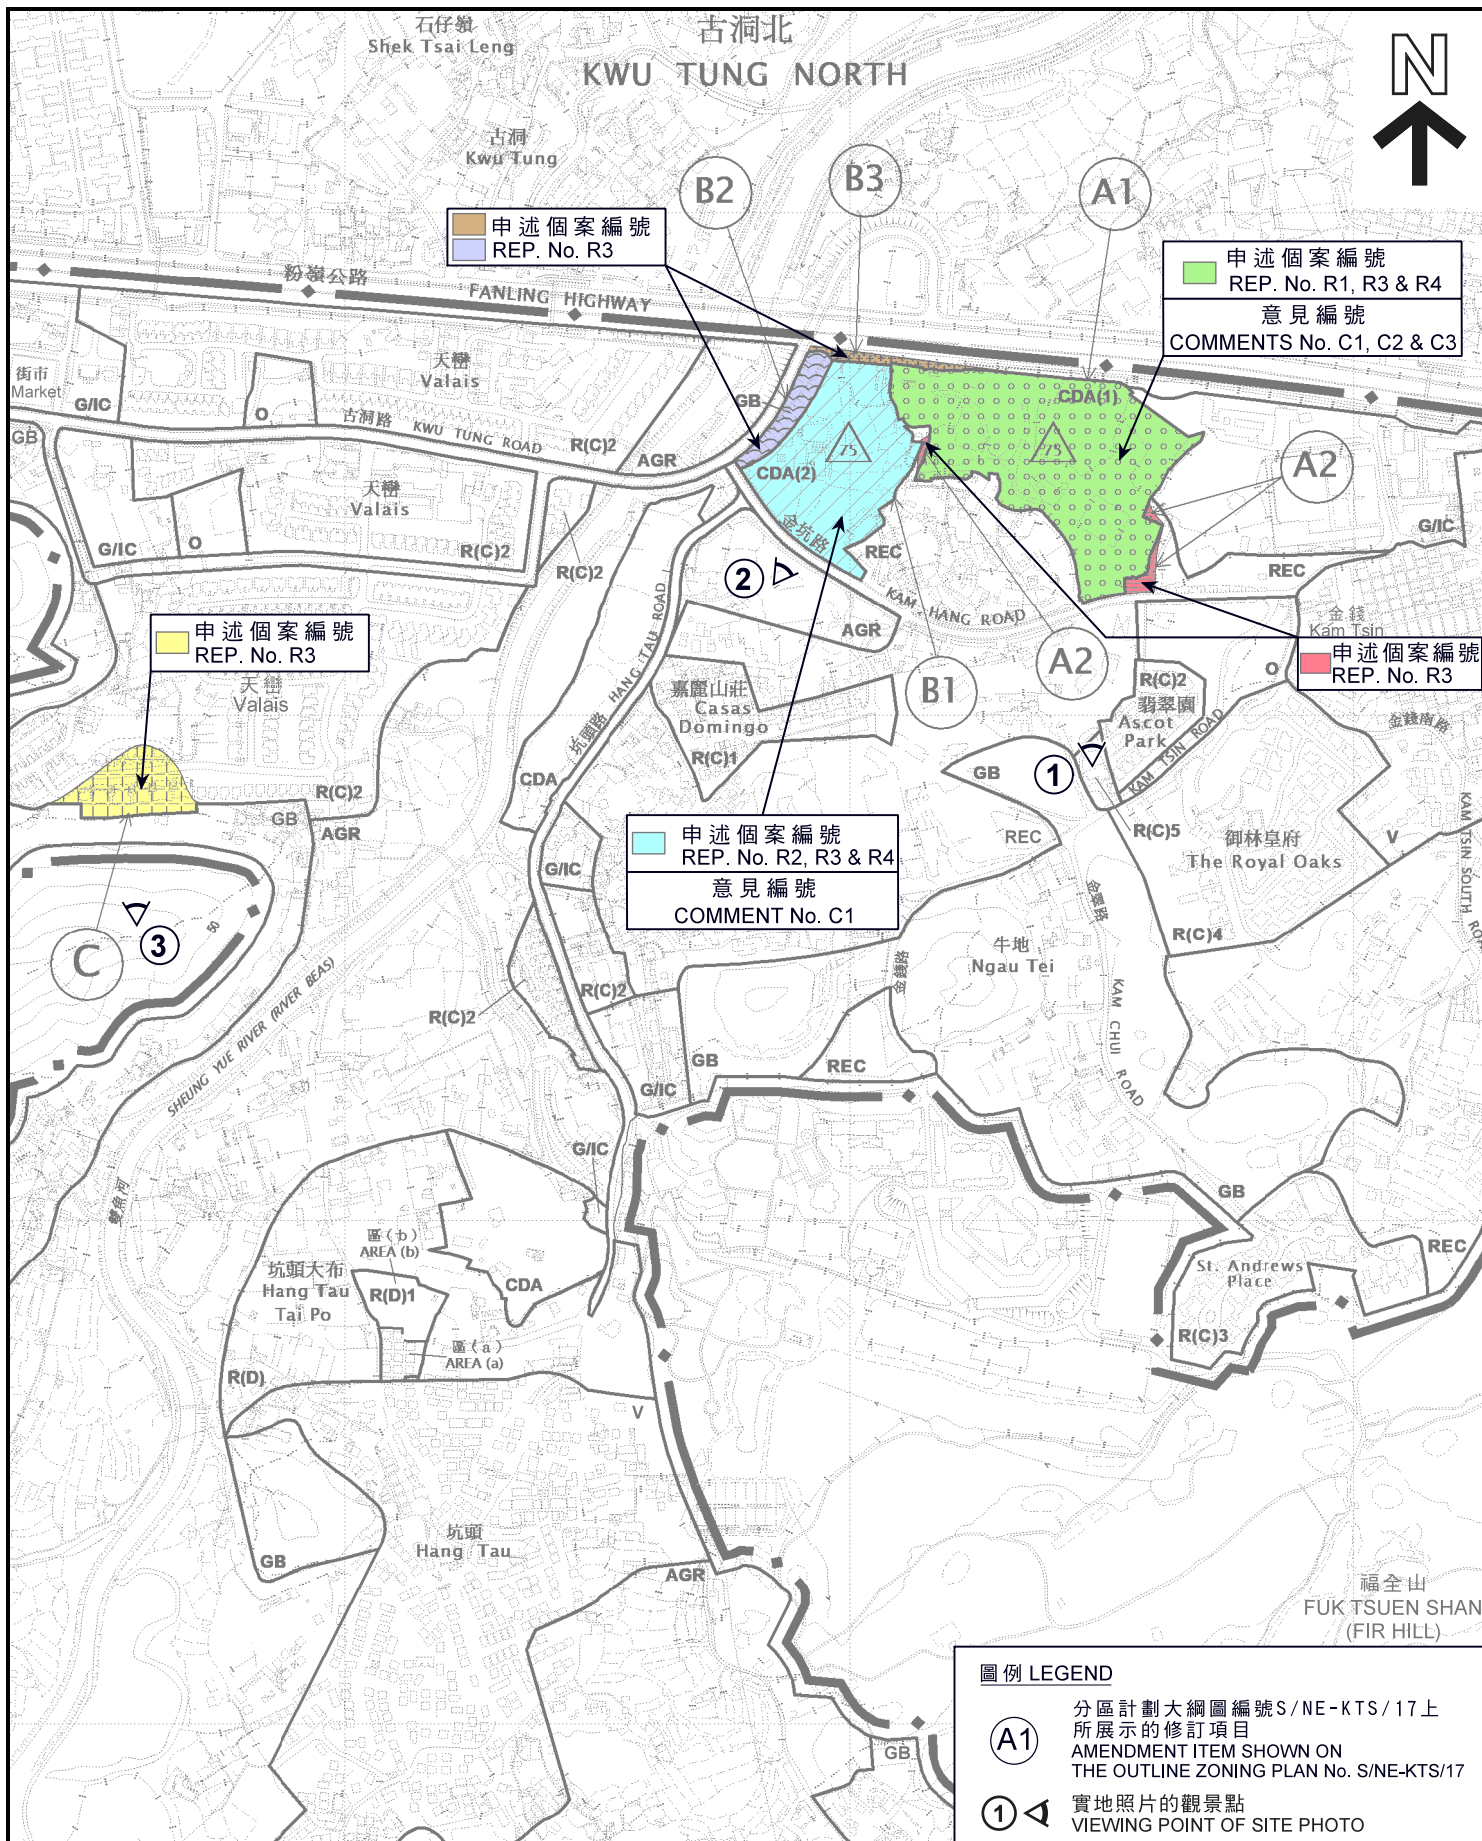 石仔嶺
Shek Tsai Leng
古洞北
KWU TUNG NORTH
N
古洞
Kwu Tung
B2
B3
A1
申述個案編號
REP. No. R3
申述個案編號
REP. No. R1, R3 & R4
意見編號
COMMENTS No. C1, C2 & C3
粉嶺公路
FANLING HIGHWAY
天巒
Valais
街市
Market
G/IC
O
古洞路
KWU TUNG ROAD
R(C)2
GB
AGR
GB
CDA(1)
75
75
CDA(2)
A2
天巒
Valais
G/IC
O
R(C)2
G/IC
金坑路
REC
REC
R(C)2
2
KAM HANG ROAD
AGR
金錢
Kam Tsin
申述個案編號
REP. No. R3
申述個案編號
REP. No. R3
天巒
Valais
A2
B1
O
R(C)2
翡翠園
Ascot
Park
嘉麗山莊
Casas
Domingo
R(C)1
坑頭路
HANG TAU ROAD
KAM TSIN ROAD
金錢南路
KAM TSIN SOUTH ROAD
CDA
GB
1
R(C)2
GB
AGR
REC
R(C)5
御林皇府
The Royal Oaks
V
申述個案編號
REP. No. R2, R3 & R4
意見編號
COMMENT No. C1
G/IC
金翠路
KAM CHUI ROAD
50
3
C
R(C)4
牛地
Ngau Tei
金錢路
SHEUNG YUE RIVER (RIVER BEAS)
雙魚河
R(C)2
R(C)2
GB
REC
G/IC
G/IC
GB
區(b)
AREA (b)
坑頭大布
Hang Tau
Tai Po
R(D)1
CDA
區(a)
AREA (a)
REC
St. Andrews
Place
R(C)3
R(D)
V
坑頭
Hang Tau
GB
AGR
福全山
FUK TSUEN SHAN
(FIR HILL)
GB
圖例 LEGEND
A1
分區計劃大綱圖編號S/NE-KTS/17上
所展示的修訂項目
AMENDMENT ITEM SHOWN ON
THE OUTLINE ZONING PLAN No. S/NE-KTS/17
1
實地照片的觀景點
VIEWING POINT OF SITE PHOTO